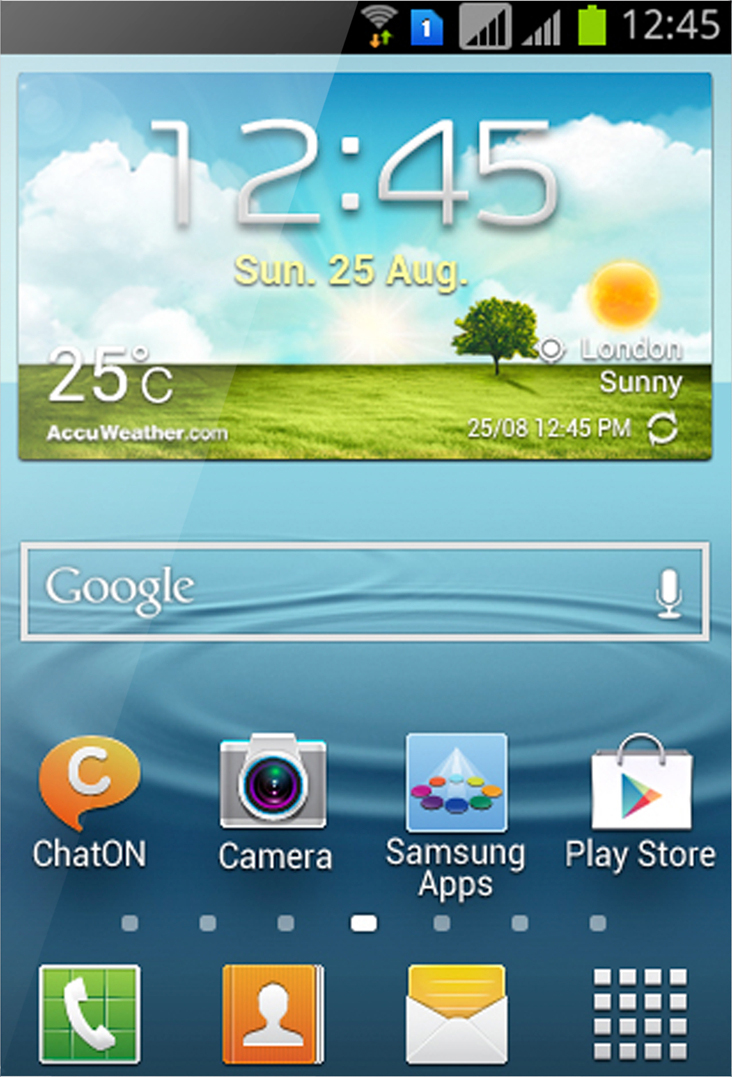 1 12:45
12:45
Sun. 25 Aug.
London
25°C
Sunny
AccuWeather.com
25/08 12:45 PM
Google
C
ChatON
Camera
Samsung
Apps
Play Store